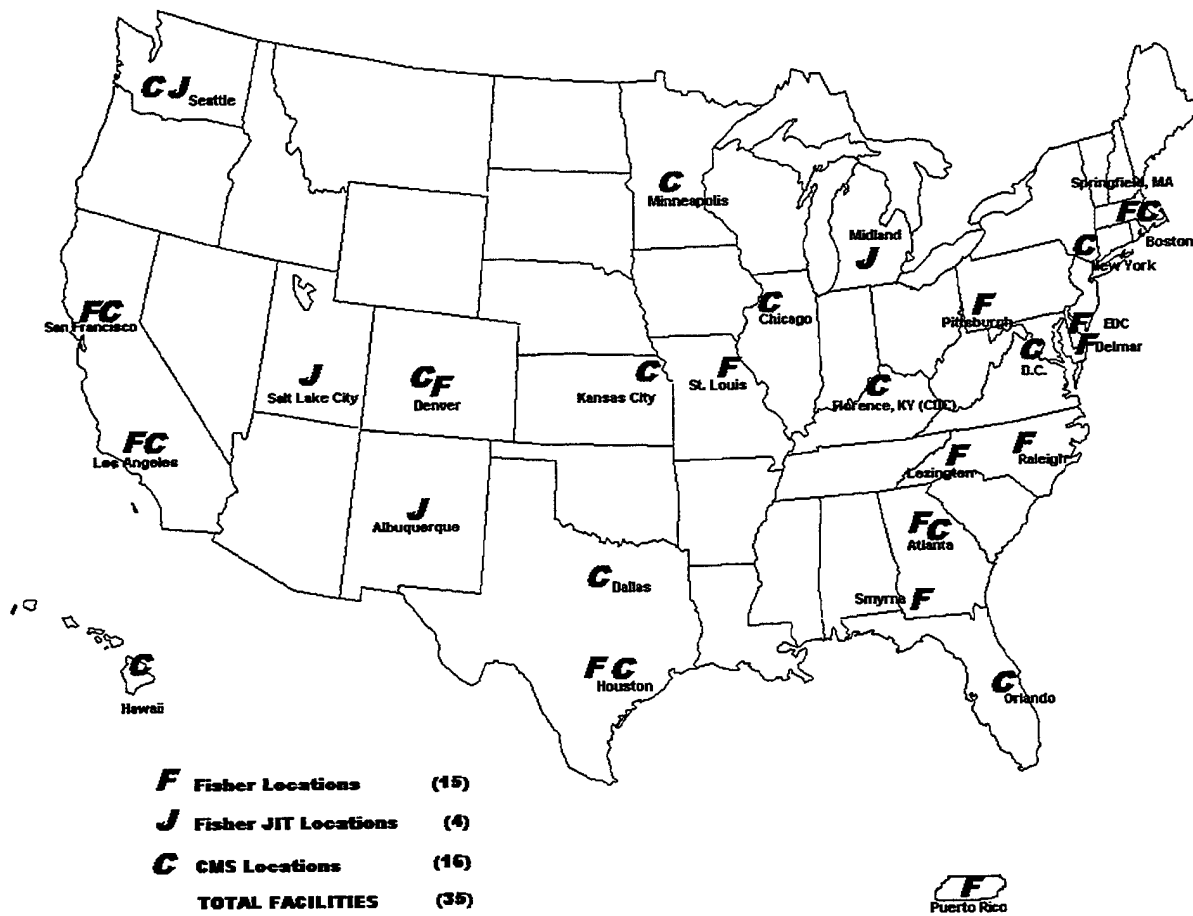 C J Seattle
C
Minneapolis
Springfield, MA
F C
Boston
Midland
J
C
New York
F C
San Francisco
C
Chicago
F
Pittsburgh
F EDC
F Delmar
C
D.C.
J
Salt Lake City
C F
Denver
C
Kansas City
F
St. Louis
C
Florence, KY (CDC)
F C
Los Angeles
F
Lexington
F
Raleigh
J
Albuquerque
F C
Atlanta
C Dallas
Smyrna F
F C
Houston
C
Orlando
C
Hawaii
F Fisher Locations (15)
J Fisher JIT Locations (4)
C CMS Locations (16)
TOTAL FACILITIES (35)
F
Puerto Rico